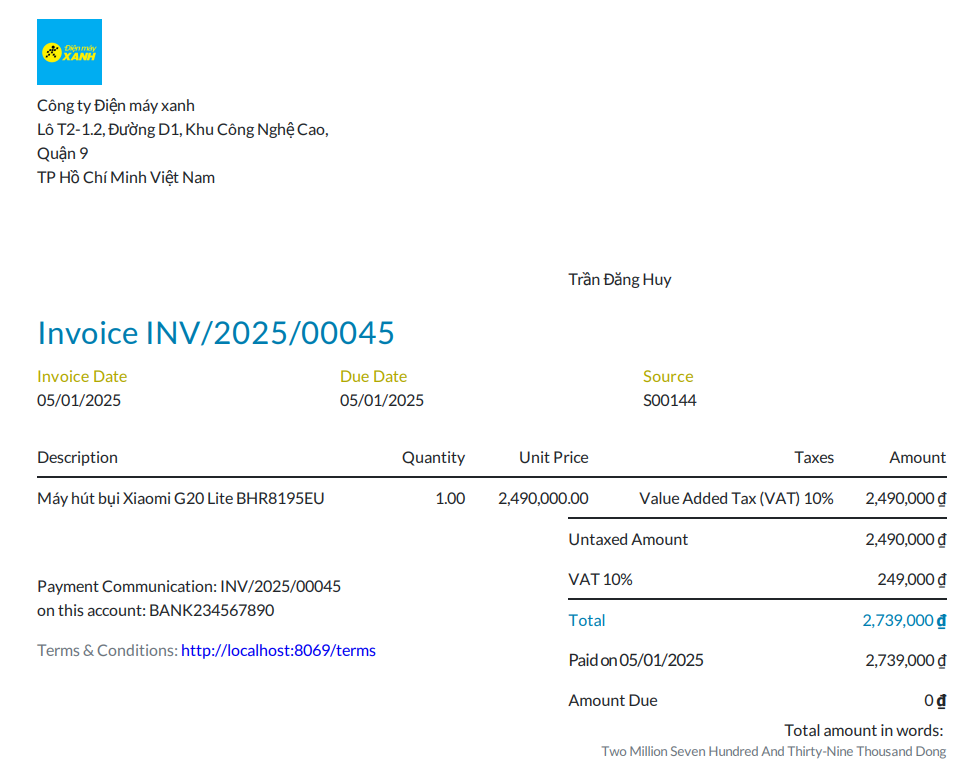 Điện máy
XANH
Công ty Điện máy xanh
Lô T2-1.2, Đường D1, Khu Công Nghệ Cao,
Quận 9
TP Hồ Chí Minh Việt Nam
Trần Đăng Huy
Invoice INV/2025/00045
Invoice Date Due Date Source
05/01/2025 05/01/2025 S00144
Description Quantity Unit Price Taxes Amount
Máy hút bụi Xiaomi G20 Lite BHR8195EU 1.00 2,490,000.00 Value Added Tax (VAT) 10% 2,490,000 ₫
Untaxed Amount 2,490,000 ₫
VAT 10% 249,000 ₫
Total 2,739,000 ₫
Paid on 05/01/2025 2,739,000 ₫
Amount Due 0 ₫
Total amount in words:
Two Million Seven Hundred And Thirty-Nine Thousand Dong
Payment Communication: INV/2025/00045
on this account: BANK234567890
Terms & Conditions: http://localhost:8069/terms